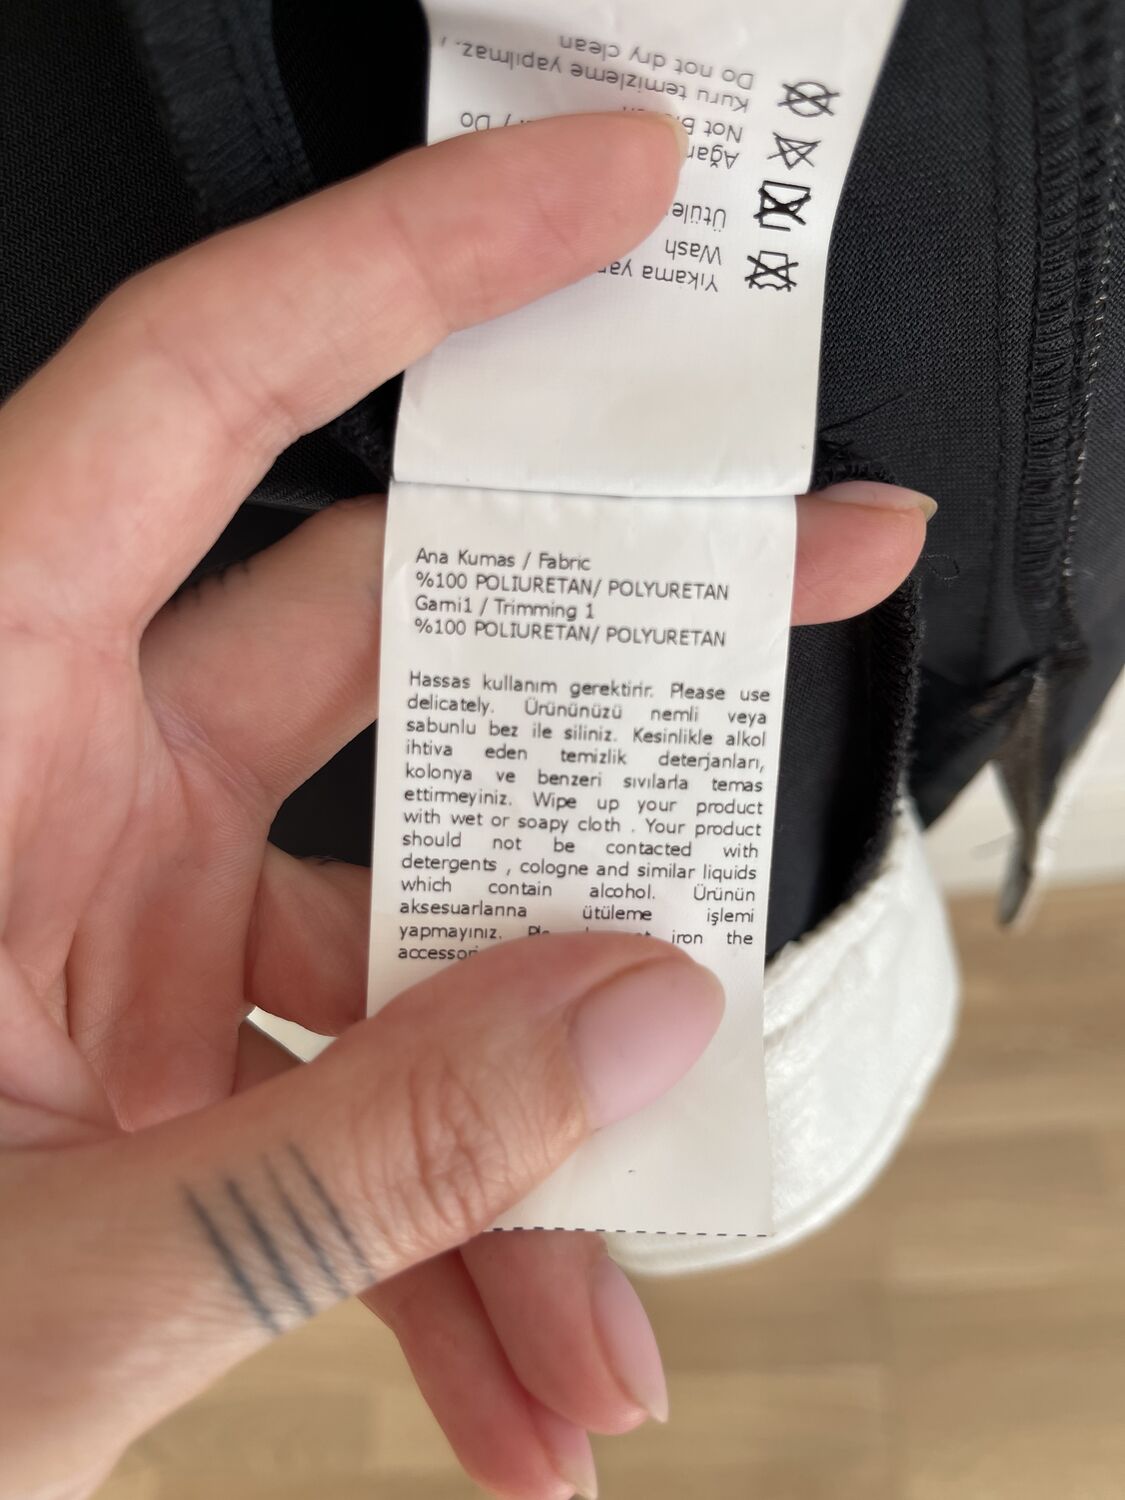 Ana Kumas / Fabric
%100 POLIURETAN/ POLYURETAN
Garni1 / Trimming 1
%100 POLIURETAN/ POLYURETAN
Hassas kullanım gerektirir. Please use
delicately. Ürününüzü nemli veya
sabunlu bez ile siliniz. Kesinlikle alkol
ihtiva eden temizlik deterjanları,
kolonya ve benzeri sıvılarla temas
ettirmeyiniz. Wipe up your product
with wet or soapy cloth . Your product
should not be contacted with
detergents , cologne and similar liquids
which contain alcohol. Ürünün
aksesuarlarına ütüleme işlemi
yapmayınız. iron the
Yıkama
Wash
Not
Do
Kuru temizleme yapılmaz. /
Do not dry clean